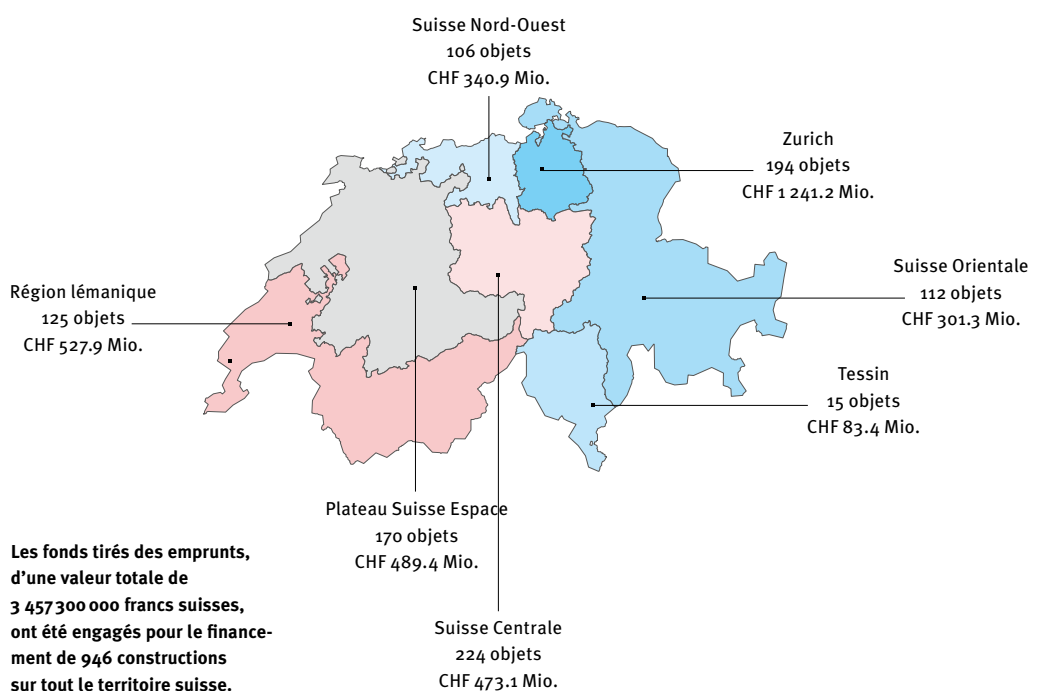 Suisse Nord-Ouest
106 objets
CHF 340.9 Mio.
Zurich
194 objets
CHF 1 241.2 Mio.
Suisse Orientale
112 objets
CHF 301.3 Mio.
Région lémanique
125 objets
CHF 527.9 Mio.
Tessin
15 objets
CHF 83.4 Mio.
Plateau Suisse Espace
170 objets
CHF 489.4 Mio.
Les fonds tirés des emprunts,
d'une valeur totale de
3 457 300 000 francs suisses,
ont été engagés pour le finance-
ment de 946 constructions
sur tout le territoire suisse.
Suisse Centrale
224 objets
CHF 473.1 Mio.